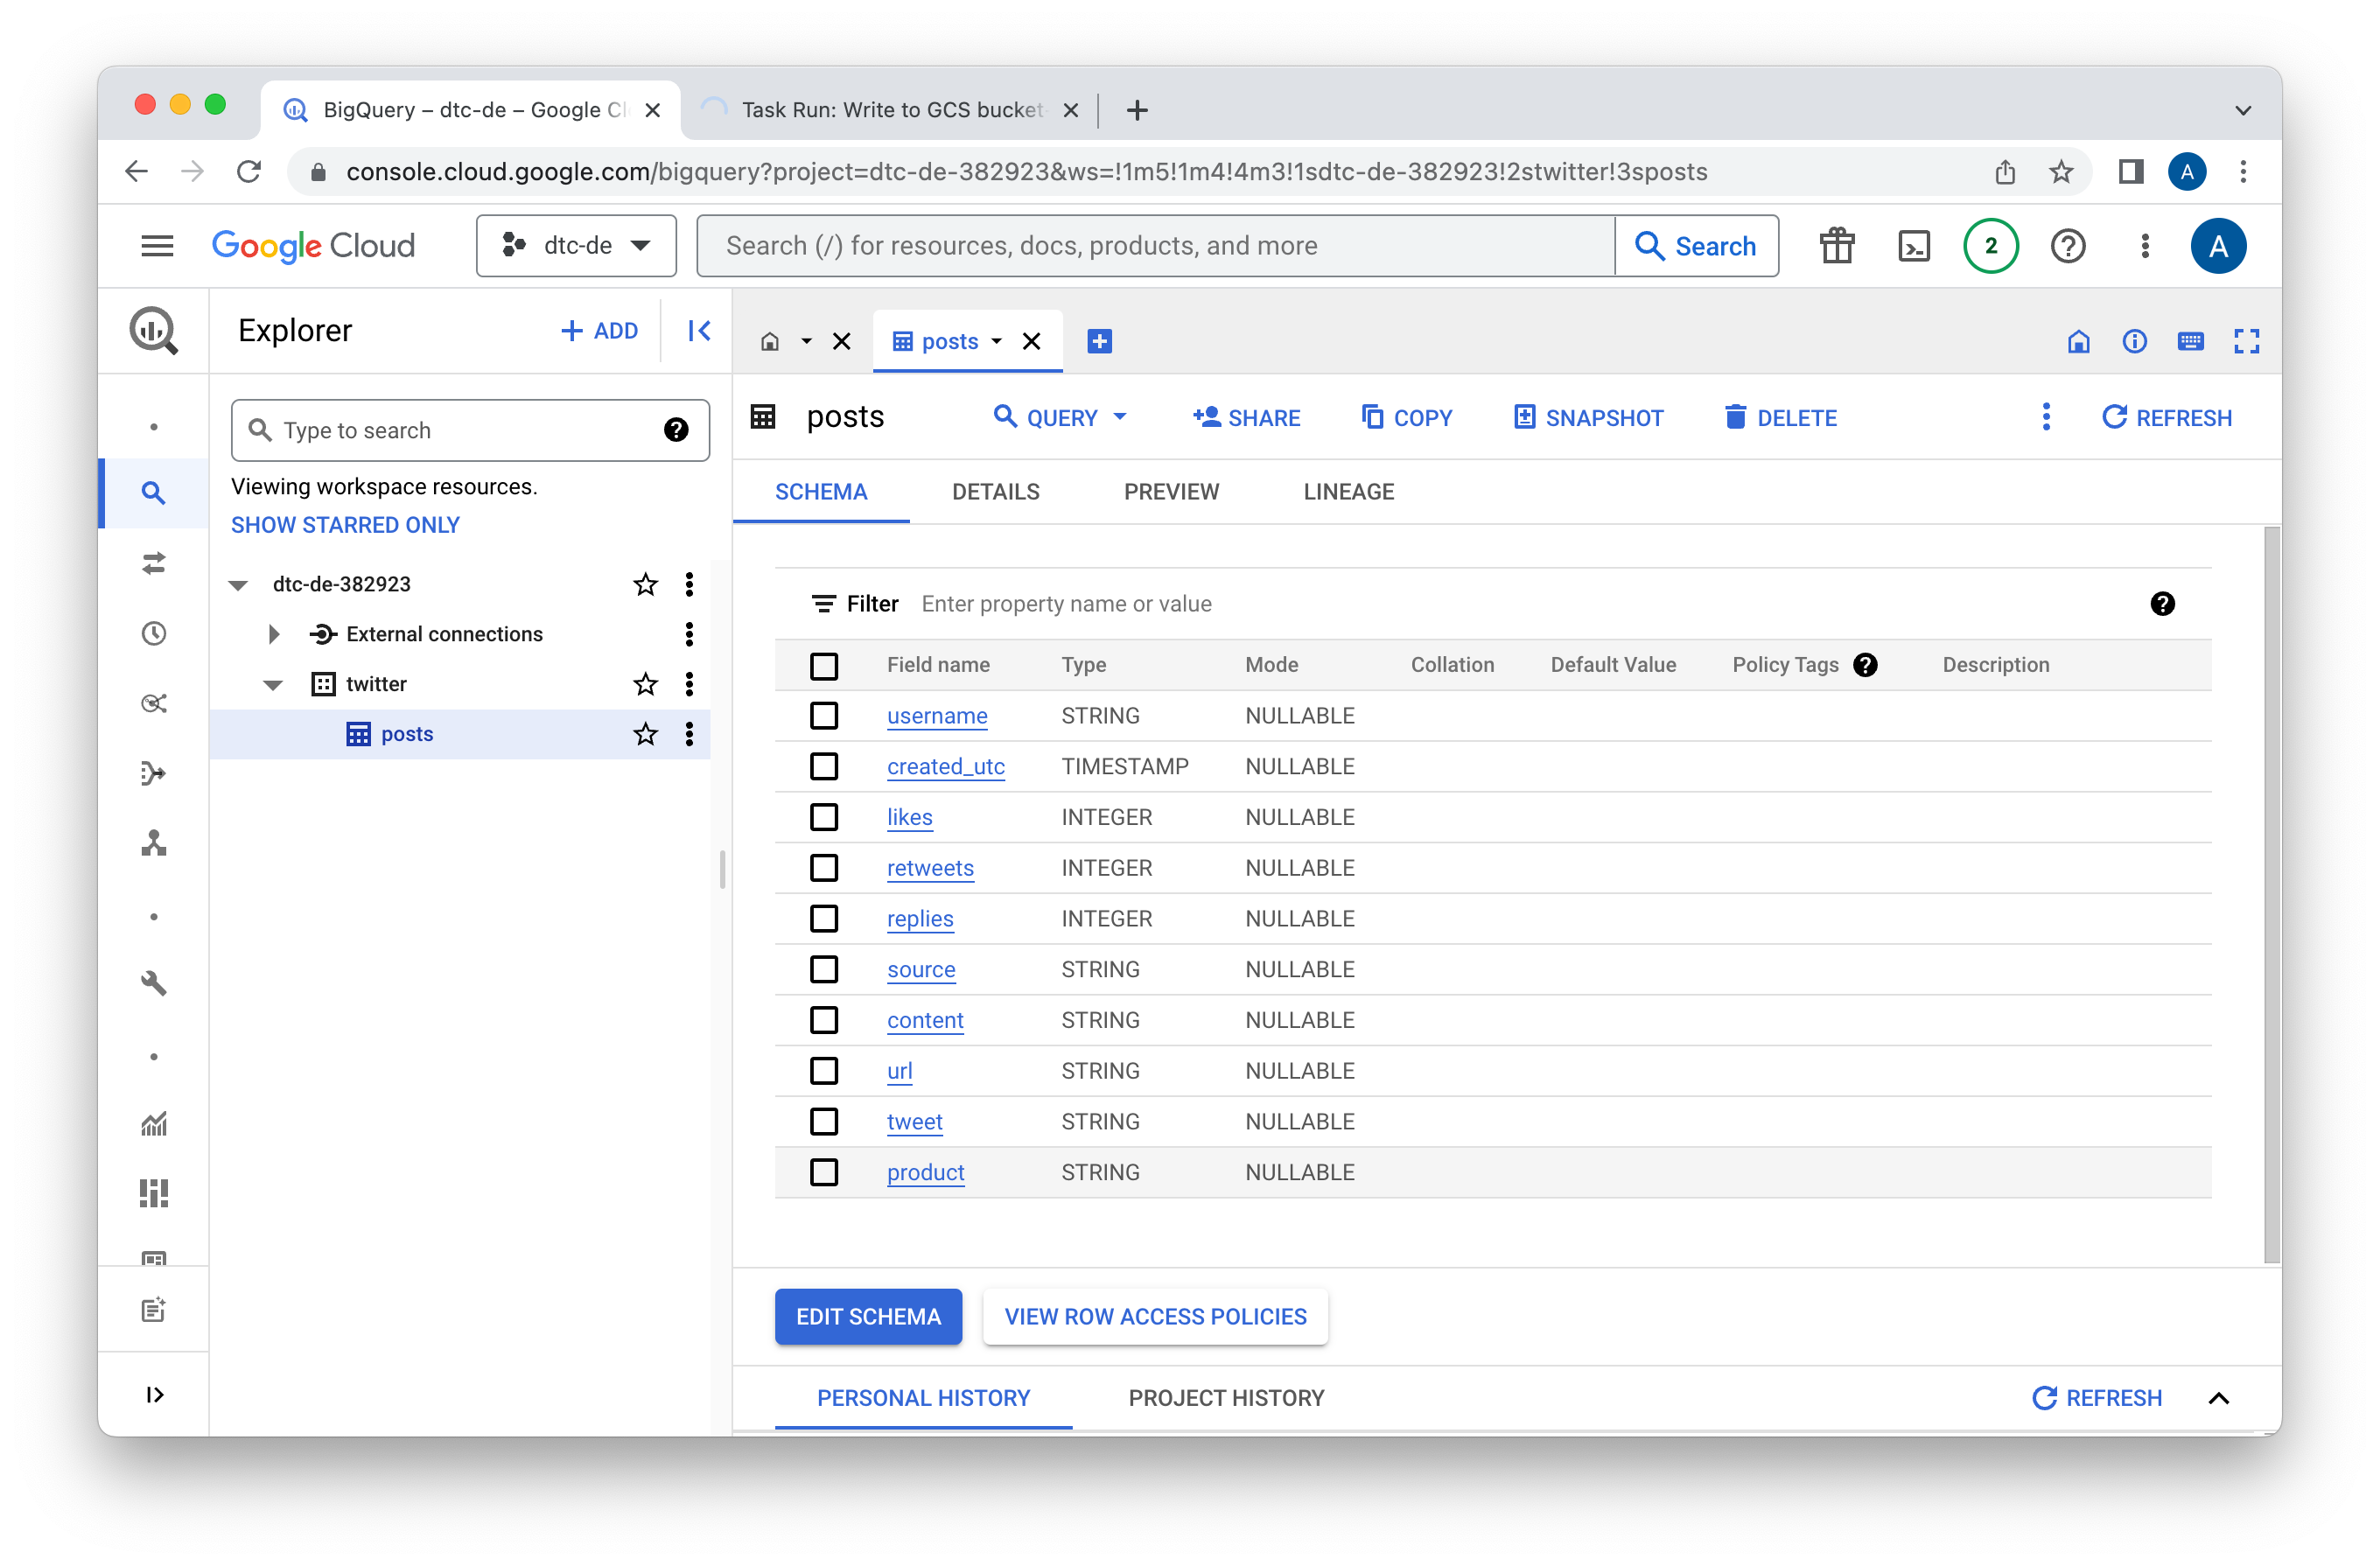 BigQuery – dtc-de – Google Cl
Task Run: Write to GCS bucket
console.cloud.google.com/bigquery?project=dtc-de-382923&ws=!1m5!1m4!4m3!1sdtc-de-382923!2stwitter!3sposts
A
Google Cloud
dtc-de
Search (/) for resources, docs, products, and more
Search
2
A
Explorer
+ ADD
posts
Type to search
Viewing workspace resources.
SHOW STARRED ONLY
dtc-de-382923
External connections
twitter
posts
posts
QUERY
SHARE
COPY
SNAPSHOT
DELETE
REFRESH
SCHEMA
DETAILS
PREVIEW
LINEAGE
Filter Enter property name or value
Field name Type Mode Collation Default Value Policy Tags Description
username STRING NULLABLE
created_utc TIMESTAMP NULLABLE
likes INTEGER NULLABLE
retweets INTEGER NULLABLE
replies INTEGER NULLABLE
source STRING NULLABLE
content STRING NULLABLE
url STRING NULLABLE
tweet STRING NULLABLE
product STRING NULLABLE
EDIT SCHEMA
VIEW ROW ACCESS POLICIES
PERSONAL HISTORY
PROJECT HISTORY
REFRESH